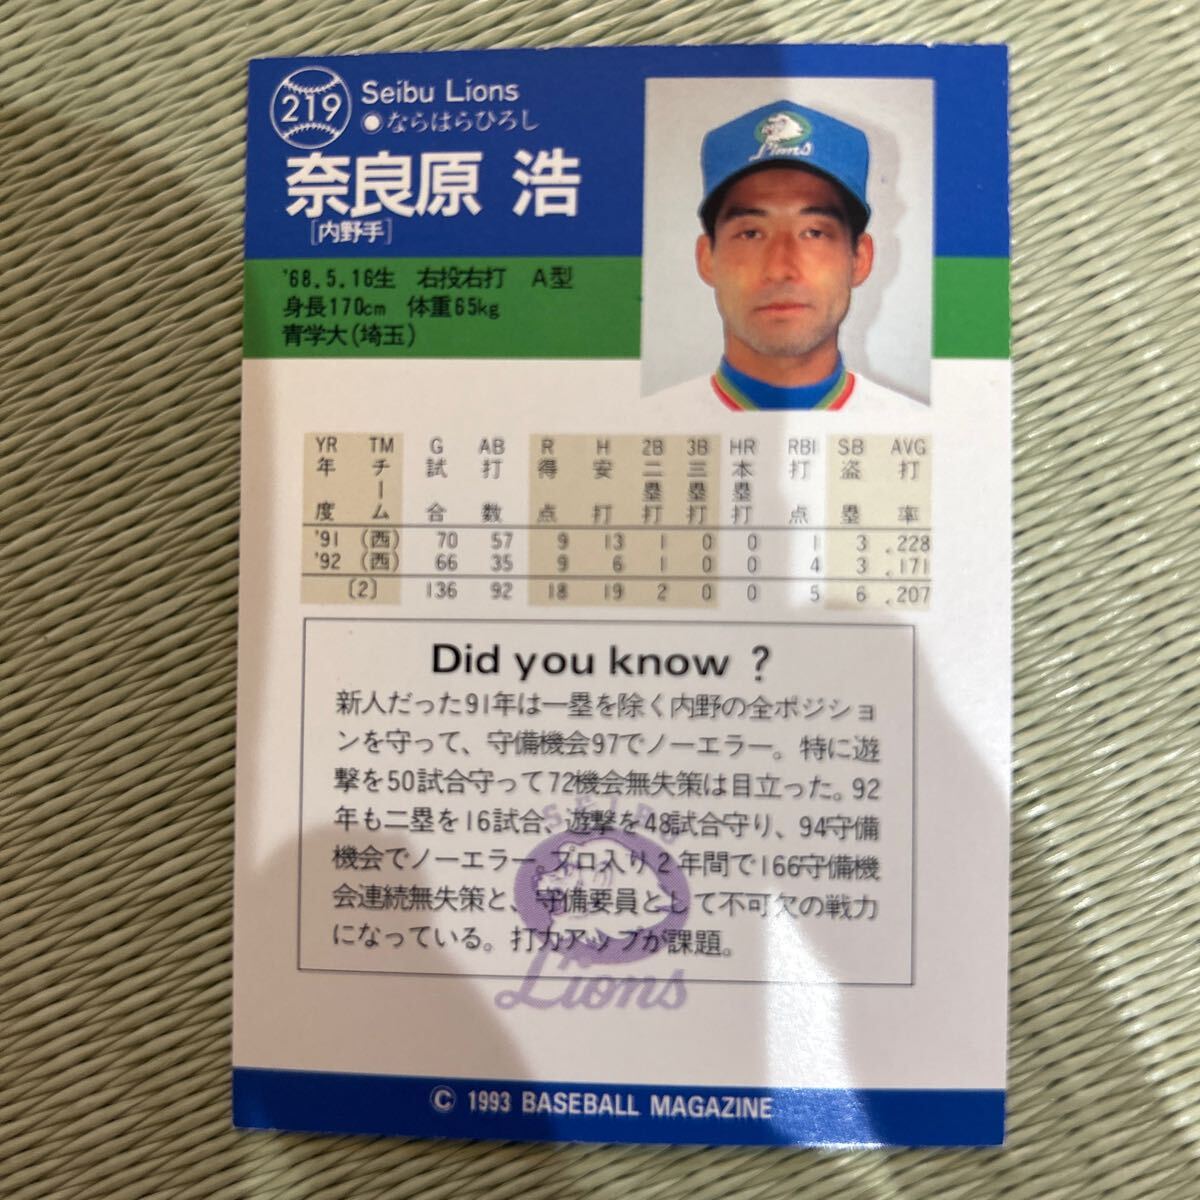 219
Seibu Lions
●ならはらひろし
奈良原 浩
[内野手]
'68.5.16生 右投右打 A型
身長170cm 体重65kg
青学大(埼玉)
Lions
YR TM G AB R H 2B 3B HR RBI SB AVG
年度 チーム 試合 打数 得点 安打 二塁打 三塁打 本塁打 打点 盗塁 打率
'91 (西) 70 57 9 13 1 0 0 1 3 .228
'92 (西) 66 35 9 6 1 0 0 4 3 .171
[2] 136 92 18 19 2 0 0 5 6 .207
Did you know ?
新人だった91年は一塁を除く内野の全ポジショ
ンを守って、守備機会97でノーエラー。特に遊
撃を50試合守って72機会無失策は目立った。92
年も二塁を16試合、遊撃を48試合守り、94守備
機会でノーエラー。プロ入り2年間で166守備機
会連続無失策と、守備要員として不可欠の戦力
になっている。打力アップが課題。
SEIBU
Lions
© 1993 BASEBALL MAGAZINE